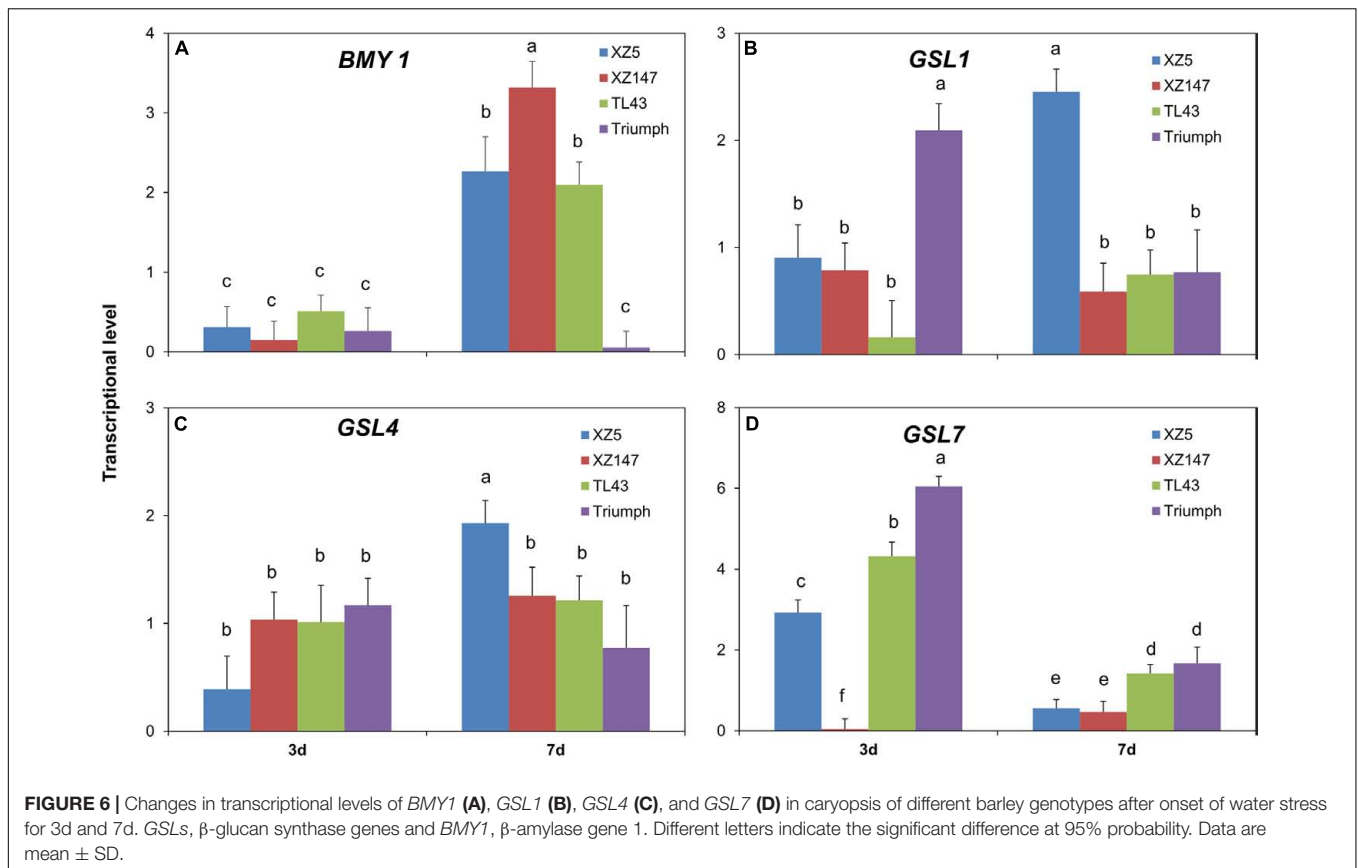 A
BMY 1
XZ5
XZ147
TL43
Triumph
4
3
2
1
0
c
c
c
c
b
a
b
c
B
GSL1
XZ5
XZ147
TL43
Triumph
3
2
1
0
b
b
b
a
a
b
b
b
Transcriptional level
C
GSL4
XZ5
XZ147
TL43
Triumph
3
2
1
0
b
b
b
b
a
b
b
b
3d
7d
D
GSL7
XZ5
XZ147
TL43
Triumph
8
6
4
2
0
c
f
b
a
e
e
d
d
3d
7d
FIGURE 6 | Changes in transcriptional levels of BMY1 (A), GSL1 (B), GSL4 (C), and GSL7 (D) in caryopsis of different barley genotypes after onset of water stress
for 3d and 7d. GSLs, β-glucan synthase genes and BMY1, β-amylase gene 1. Different letters indicate the significant difference at 95% probability. Data are
mean ± SD.